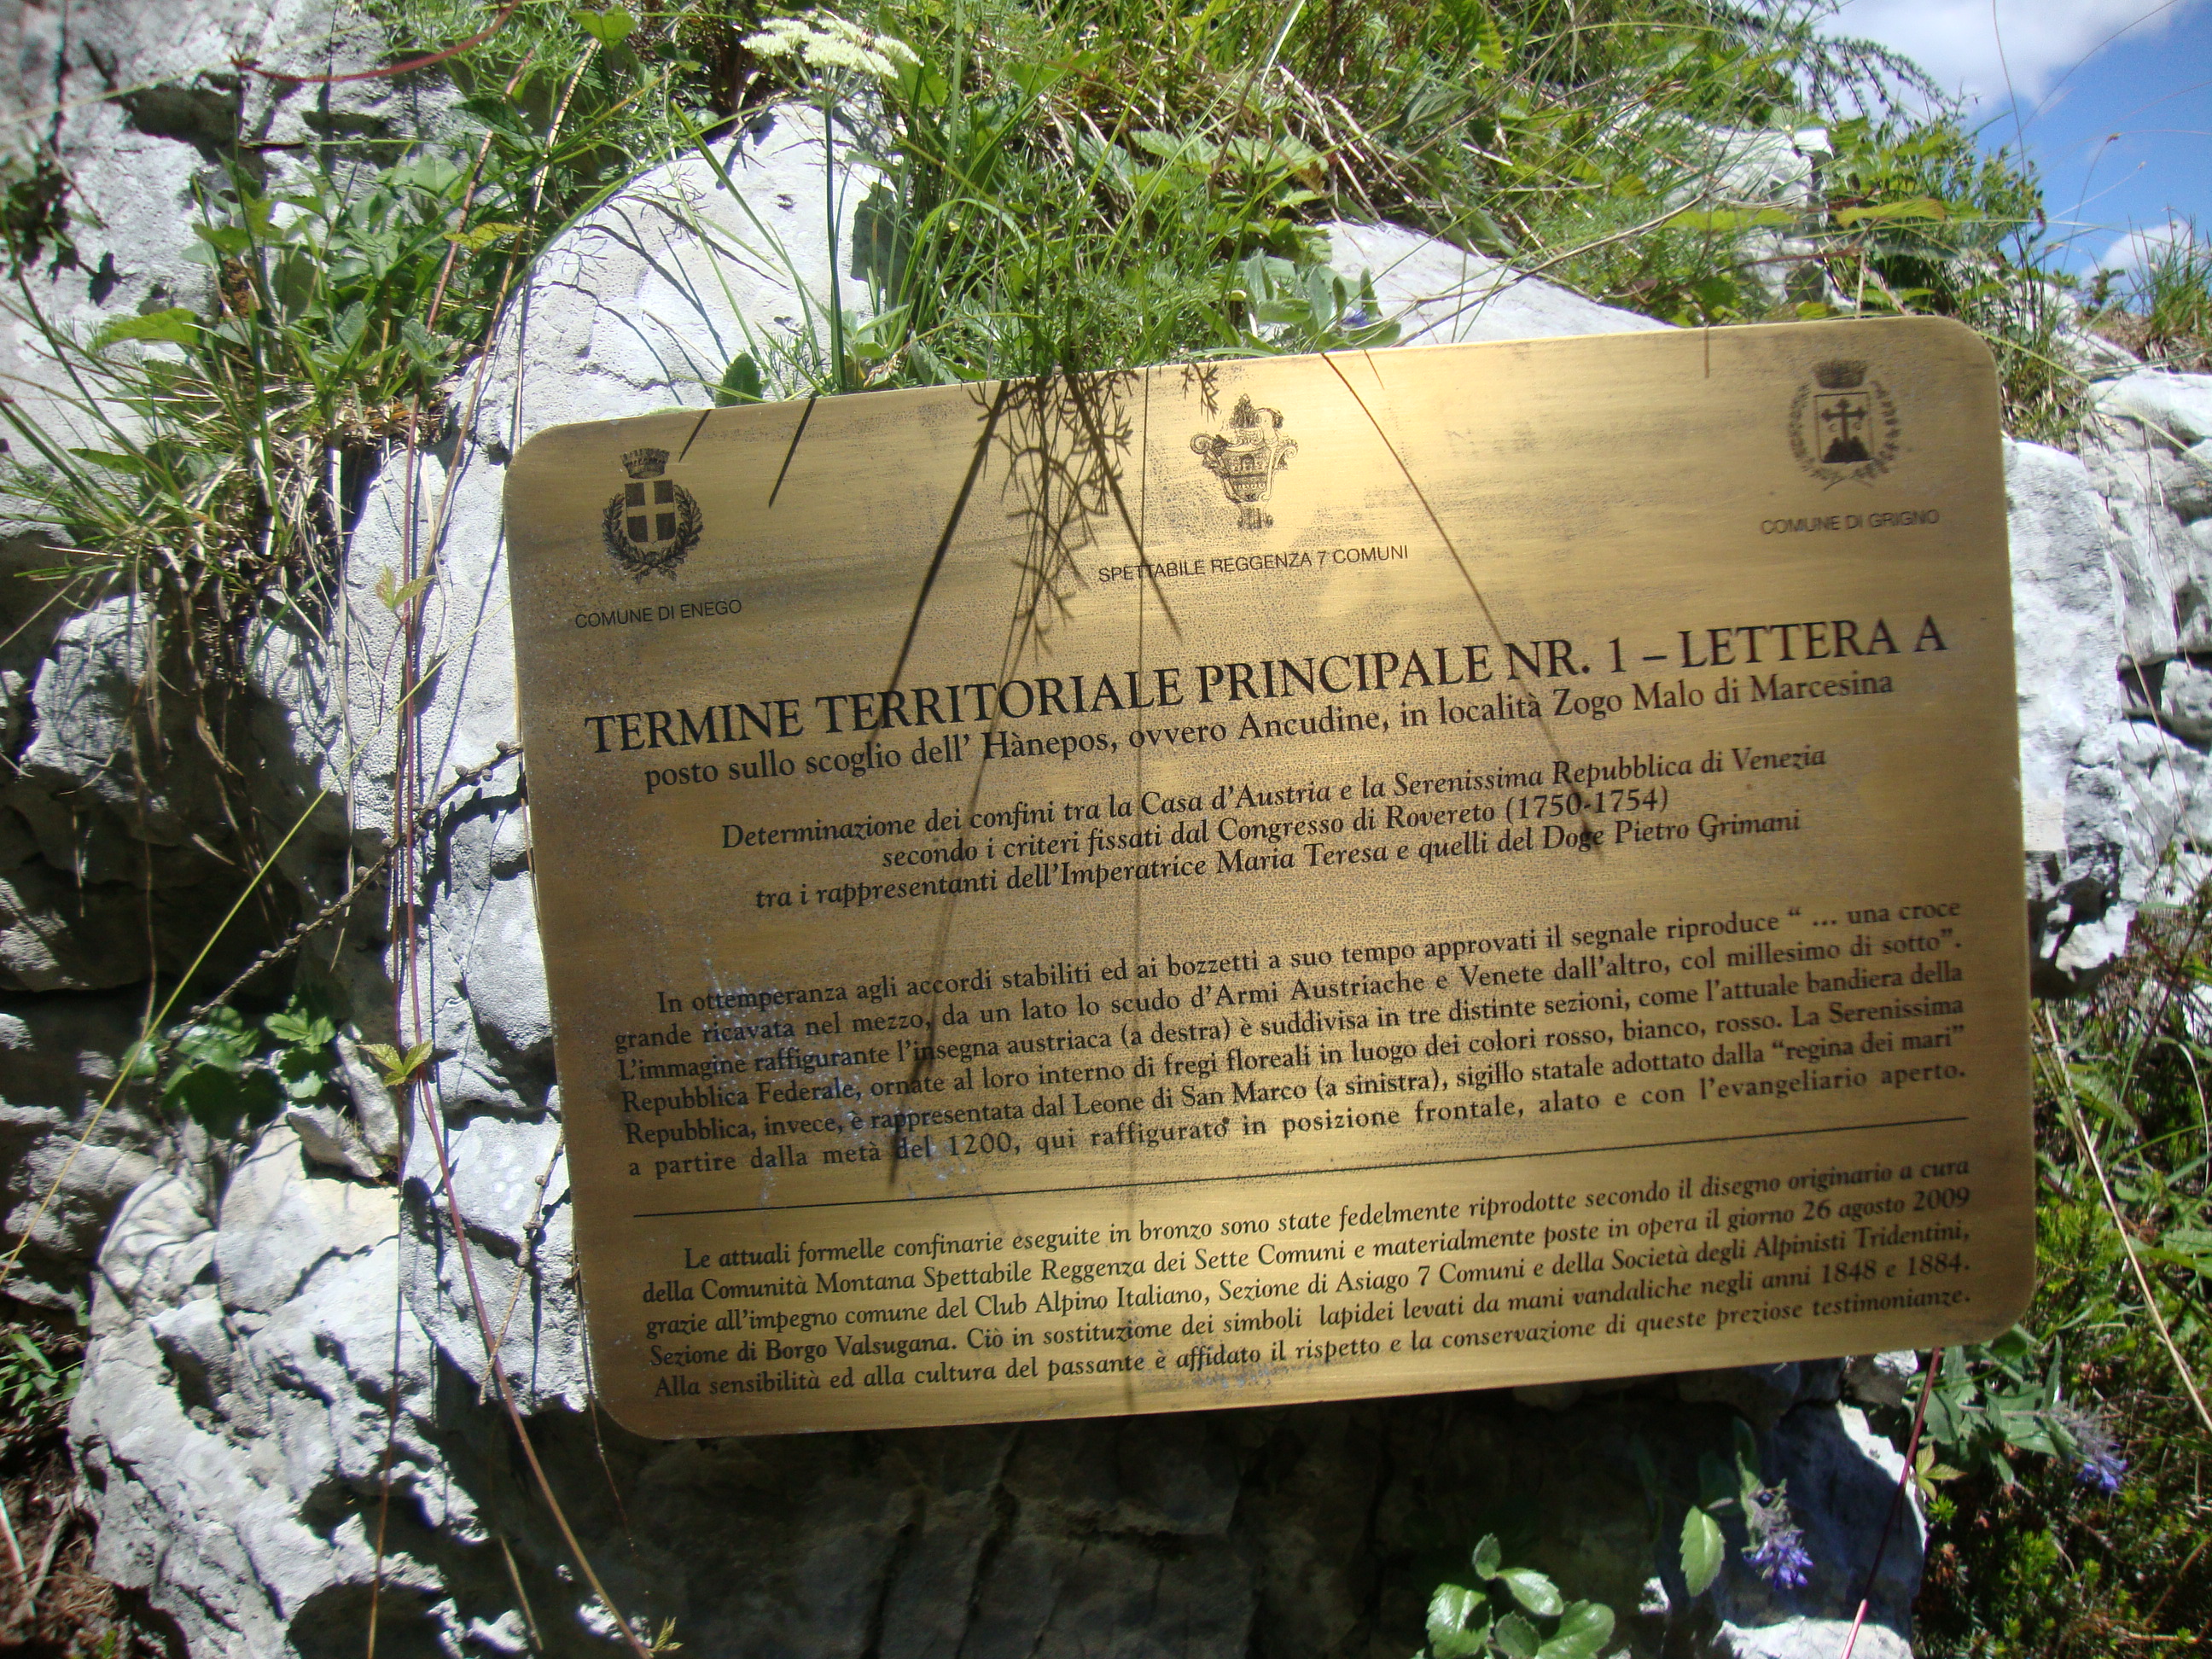 COMUNE DI ENEGO
SPETTABILE REGGENZA 7 COMUNI
COMUNE DI GRIGNO
TERMINE TERRITORIALE PRINCIPALE NR. 1 – LETTERA A
posto sullo scoglio dell' Hànepos, ovvero Ancudine, in località Zogo Malo di Marcesina
Determinazione dei confini tra la Casa d'Austria e la Serenissima Repubblica di Venezia
secondo i criteri fissati dal Congresso di Rovereto (1750-1754)
tra i rappresentanti dell'Imperatrice Maria Teresa e quelli del Doge Pietro Grimani
In ottemperanza agli accordi stabiliti ed ai bozzetti a suo tempo approvati il segnale riproduce “ ... una croce
grande ricavata nel mezzo, da un lato lo scudo d'Armi Austriache e Venete dall'altro, col millesimo di sotto”.
L'immagine raffigurante l'insegna austriaca (a destra) è suddivisa in tre distinte sezioni, come l'attuale bandiera della
Repubblica Federale, ornate al loro interno di fregi floreali in luogo dei colori rosso, bianco, rosso. La Serenissima
Repubblica, invece, è rappresentata dal Leone di San Marco (a sinistra), sigillo statale adottato dalla “regina dei mari”
a partire dalla metà del 1200, qui raffigurato in posizione frontale, alato e con l'evangeliario aperto.
Le attuali formelle confinarie eseguite in bronzo sono state fedelmente riprodotte secondo il disegno originario a cura
della Comunità Montana Spettabile Reggenza dei Sette Comuni e materialmente poste in opera il giorno 26 agosto 2009
grazie all'impegno comune del Club Alpino Italiano, Sezione di Asiago 7 Comuni e della Società degli Alpinisti Tridentini,
Sezione di Borgo Valsugana. Ciò in sostituzione dei simboli lapidei levati da mani vandaliche negli anni 1848 e 1884.
Alla sensibilità ed alla cultura del passante è affidato il rispetto e la conservazione di queste preziose testimonianze.